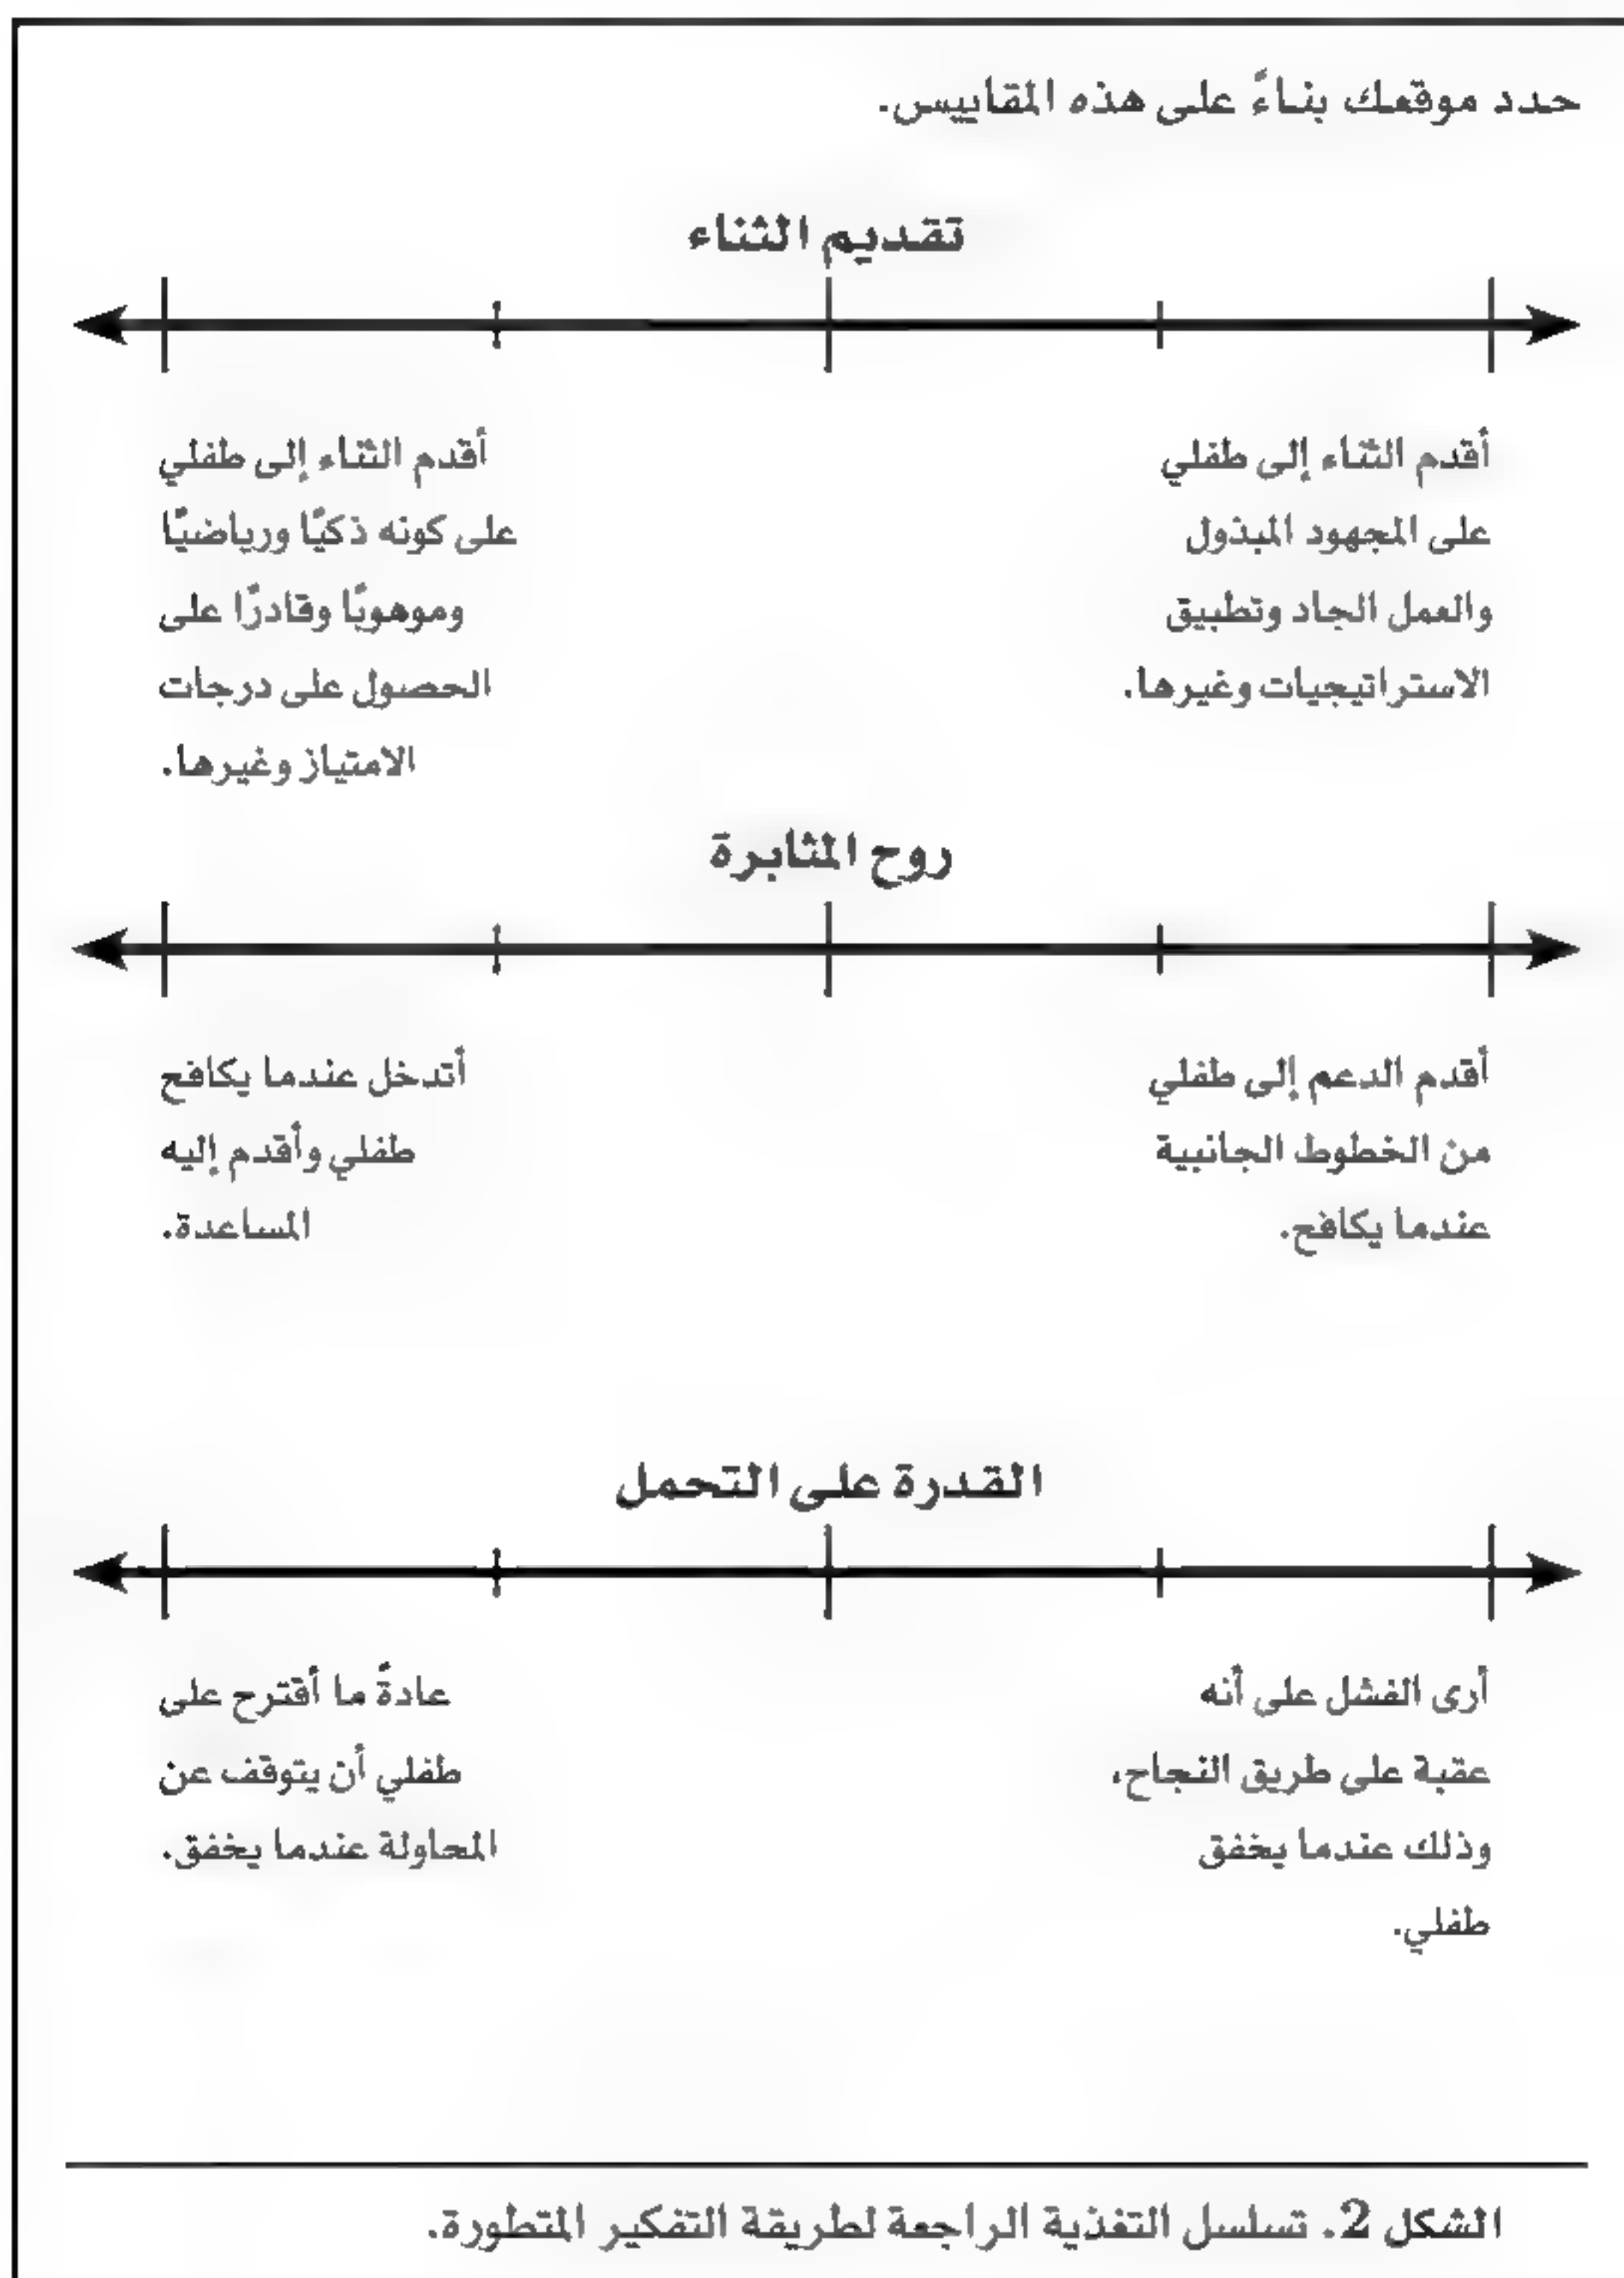 حدد موقعك بناءً على هذه المقاييس.
تقديم الثناء
أقدم الثناء إلى طفلي
على المجهود المبذول
والعمل الجاد وتطبيق
الاستراتيجيات وغيرها.
أقدم الثناء إلى طفلي
على كونه ذكيًا ورياضيًا
وموهوبًا وقادرًا على
الحصول على درجات
الامتياز وغيرها.
روح المثابرة
أقدم الدعم إلى طفلي
من الخطوط الجانبية
عندما يكافح.
أتدخل عندما يكافح
طفلي وأقدم إليه
المساعدة.
القدرة على التحمل
أرى الفشل على أنه
عقبة على طريق النجاح،
وذلك عندما يخفق
طفلي.
عادةً ما أقترح على
طفلي أن يتوقف عن
المحاولة عندما يخفق.
الشكل 2. تسلسل التغذية الراجعة لطريقة التفكير المتطورة.